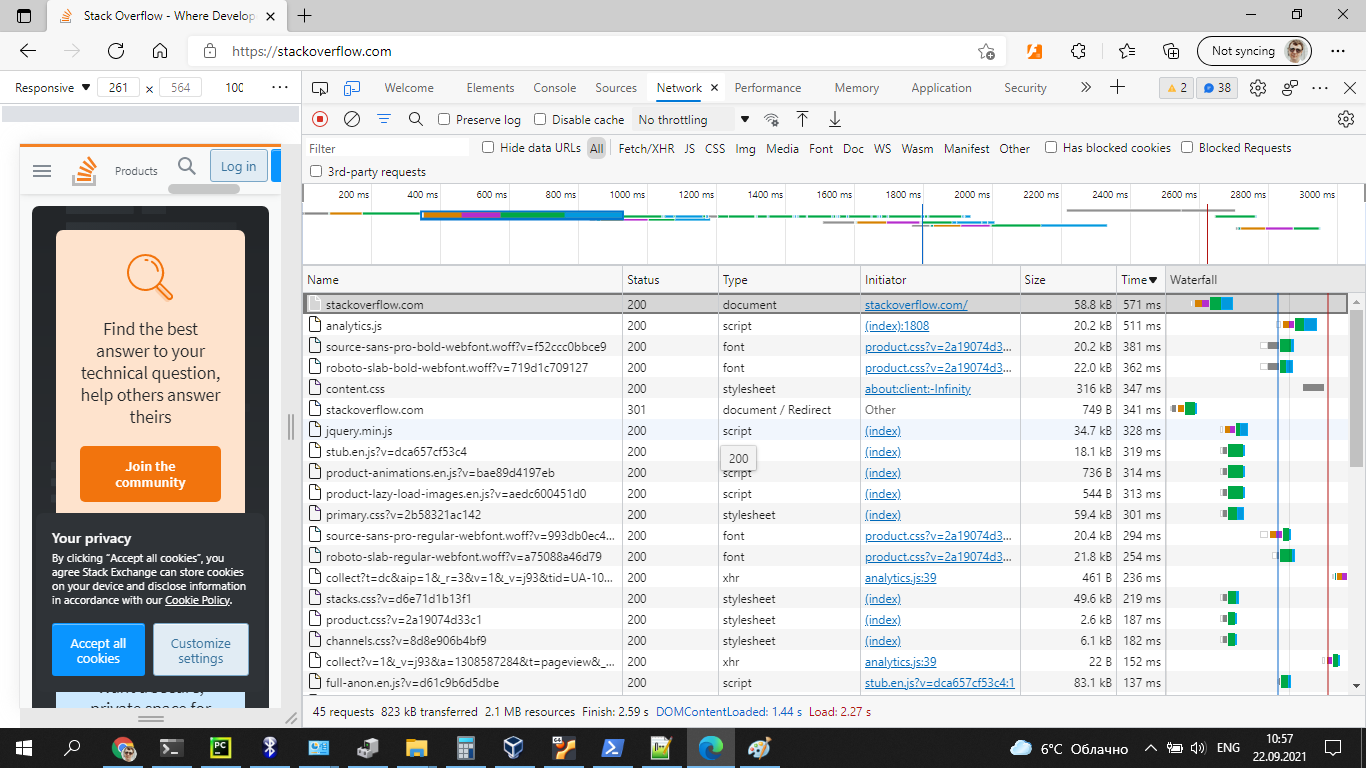 Stack Overflow - Where Develop
https://stackoverflow.com
Not syncing
Responsive 261 x 564 100
Welcome Elements Console Sources Network Performance Memory Application Security 2 38
Preserve log Disable cache No throttling
Filter Hide data URLs All Fetch/XHR JS CSS Img Media Font Doc WS Wasm Manifest Other Has blocked cookies Blocked Requests
3rd-party requests
200 ms 400 ms 600 ms 800 ms 1000 ms 1200 ms 1400 ms 1600 ms 1800 ms 2000 ms 2200 ms 2400 ms 2600 ms 2800 ms 3000 ms
Products Log in
Find the best
answer to your
technical question,
help others answer
theirs
Join the
community
Your privacy
By clicking “Accept all cookies”, you
agree Stack Exchange can store cookies
on your device and disclose information
in accordance with our Cookie Policy.
Accept all
cookies
Customize
settings
private space for
Name Status Type Initiator Size Time Waterfall
stackoverflow.com 200 document stackoverflow.com/ 58.8 kB 571 ms
analytics.js 200 script (index):1808 20.2 kB 511 ms
source-sans-pro-bold-webfont.woff?v=f52ccc0bbce9 200 font product.css?v=2a19074d3... 20.2 kB 381 ms
roboto-slab-bold-webfont.woff?v=719d1c709127 200 font product.css?v=2a19074d3... 22.0 kB 362 ms
content.css 200 stylesheet about:client:-Infinity 316 kB 347 ms
stackoverflow.com 301 document / Redirect Other 749 B 341 ms
jquery.min.js 200 script (index) 34.7 kB 328 ms
stub.en.js?v=dca657cf53c4 200 (index) 18.1 kB 319 ms
200
product-animations.en.js?v=bae89d4197eb 200 script (index) 736 B 314 ms
product-lazy-load-images.en.js?v=aedc600451d0 200 script (index) 544 B 313 ms
primary.css?v=2b58321ac142 200 stylesheet (index) 59.4 kB 301 ms
source-sans-pro-regular-webfont.woff?v=993db0ec4... 200 font product.css?v=2a19074d3... 20.4 kB 294 ms
roboto-slab-regular-webfont.woff?v=a75088a46d79 200 font product.css?v=2a19074d3... 21.8 kB 254 ms
collect?t=dc&aip=1&_r=3&v=1&_v=j93&tid=UA-10... 200 xhr analytics.js:39 461 B 236 ms
stacks.css?v=d6e71d1b13f1 200 stylesheet (index) 49.6 kB 219 ms
product.css?v=2a19074d33c1 200 stylesheet (index) 2.6 kB 187 ms
channels.css?v=8d8e906b4bf9 200 stylesheet (index) 6.1 kB 182 ms
collect?v=1&_v=j93&a=1308587284&t=pageview&_... 200 xhr analytics.js:39 22 B 152 ms
full-anon.en.js?v=d61c9b6d5dbe 200 script stub.en.js?v=dca657cf53c4:1 83.1 kB 137 ms
45 requests 823 kB transferred 2.1 MB resources Finish: 2.59 s DOMContentLoaded: 1.44 s Load: 2.27 s
6°C Облачно ENG 10:57
22.09.2021